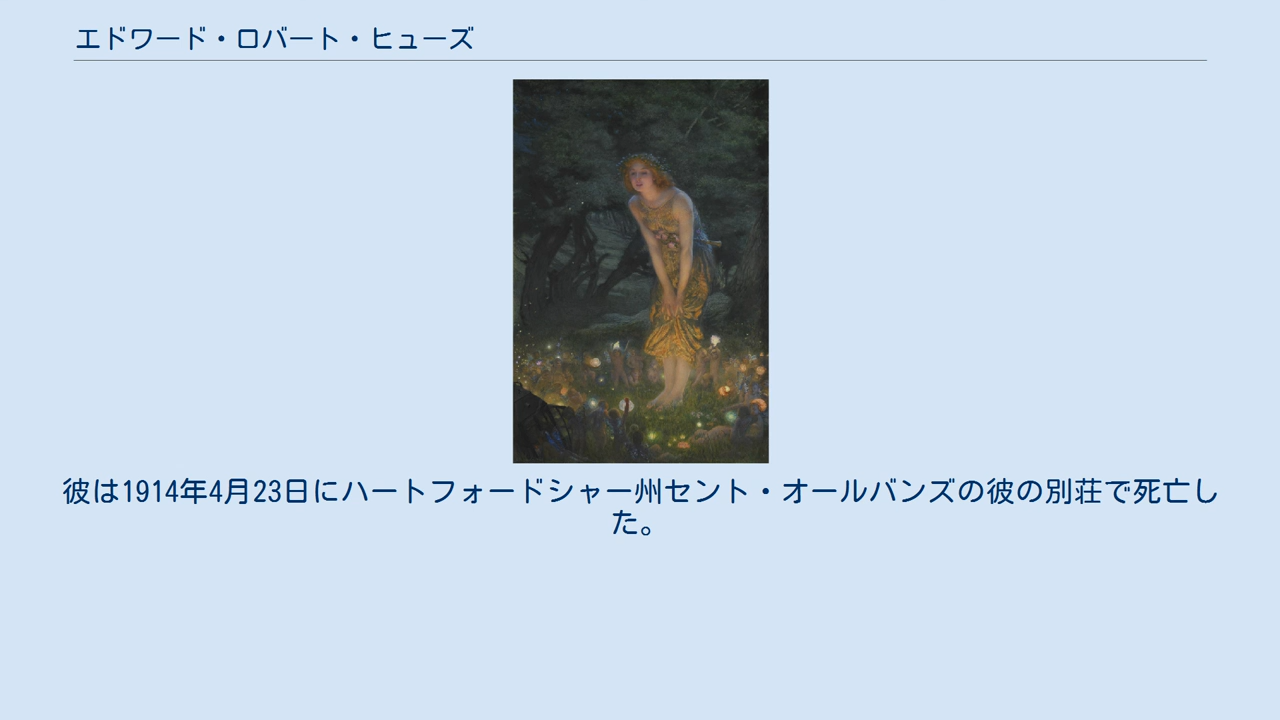 エドワード・ロバート・ヒューズ
彼は1914年4月23日にハートフォードシャー州セント・オールバンズの彼の別荘で死亡し
た。